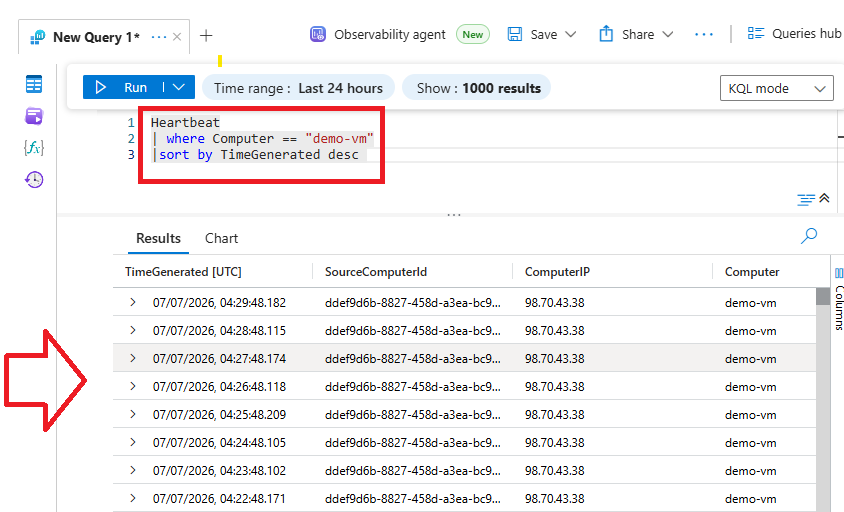 New Query 1* ··· × +
Observability agent New Save Share ··· Queries hub
Run Time range : Last 24 hours Show : 1000 results KQL mode
1 Heartbeat
2 | where Computer == "demo-vm"
3 |sort by TimeGenerated desc
...
Results Chart
TimeGenerated [UTC] SourceComputerId ComputerIP Computer
07/07/2026, 04:29:48.182 ddef9d6b-8827-458d-a3ea-bc9... 98.70.43.38 demo-vm
07/07/2026, 04:28:48.115 ddef9d6b-8827-458d-a3ea-bc9... 98.70.43.38 demo-vm
07/07/2026, 04:27:48.174 ddef9d6b-8827-458d-a3ea-bc9... 98.70.43.38 demo-vm
07/07/2026, 04:26:48.118 ddef9d6b-8827-458d-a3ea-bc9... 98.70.43.38 demo-vm
07/07/2026, 04:25:48.209 ddef9d6b-8827-458d-a3ea-bc9... 98.70.43.38 demo-vm
07/07/2026, 04:24:48.105 ddef9d6b-8827-458d-a3ea-bc9... 98.70.43.38 demo-vm
07/07/2026, 04:23:48.102 ddef9d6b-8827-458d-a3ea-bc9... 98.70.43.38 demo-vm
07/07/2026, 04:22:48.171 ddef9d6b-8827-458d-a3ea-bc9... 98.70.43.38 demo-vm
Columns